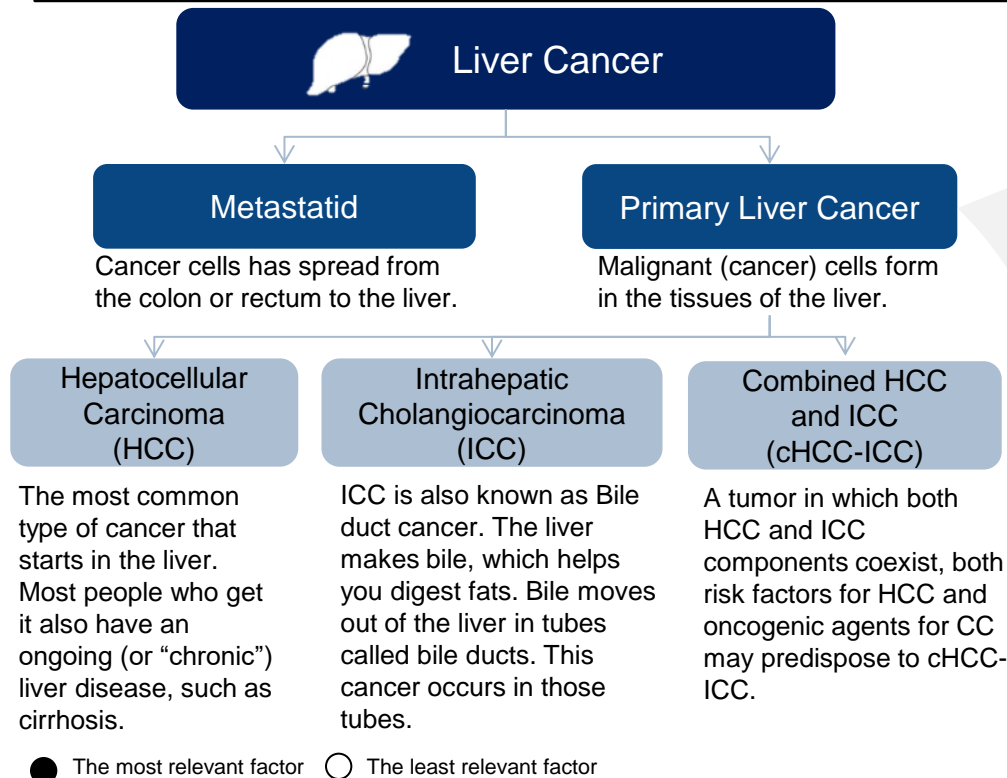 Liver Cancer
Metastatid
Primary Liver Cancer
Cancer cells has spread from
the colon or rectum to the liver.
Malignant (cancer) cells form
in the tissues of the liver.
Hepatocellular
Carcinoma
(HCC)
Intrahepatic
Cholangiocarcinoma
(ICC)
Combined HCC
and ICC
(cHCC-ICC)
The most common
type of cancer that
starts in the liver.
Most people who get
it also have an
ongoing (or “chronic”)
liver disease, such as
cirrhosis.
ICC is also known as Bile
duct cancer. The liver
makes bile, which helps
you digest fats. Bile moves
out of the liver in tubes
called bile ducts. This
cancer occurs in those
tubes.
A tumor in which both
HCC and ICC
components coexist, both
risk factors for HCC and
oncogenic agents for CC
may predispose to cHCC-
ICC.
The most relevant factor
The least relevant factor